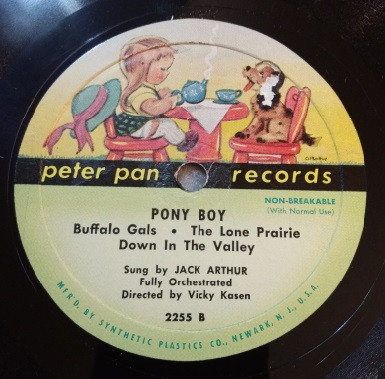 peter pan records
NON-BREAKABLE
(With Normal Use)
PONY BOY
Buffalo Gals • The Lone Prairie
Down In The Valley
Sung by JACK ARTHUR
Fully Orchestrated
Directed by Vicky Kasen
2255 B
MF'D. BY SYNTHETIC PLASTICS CO., NEWARK, N. J., U.S.A.